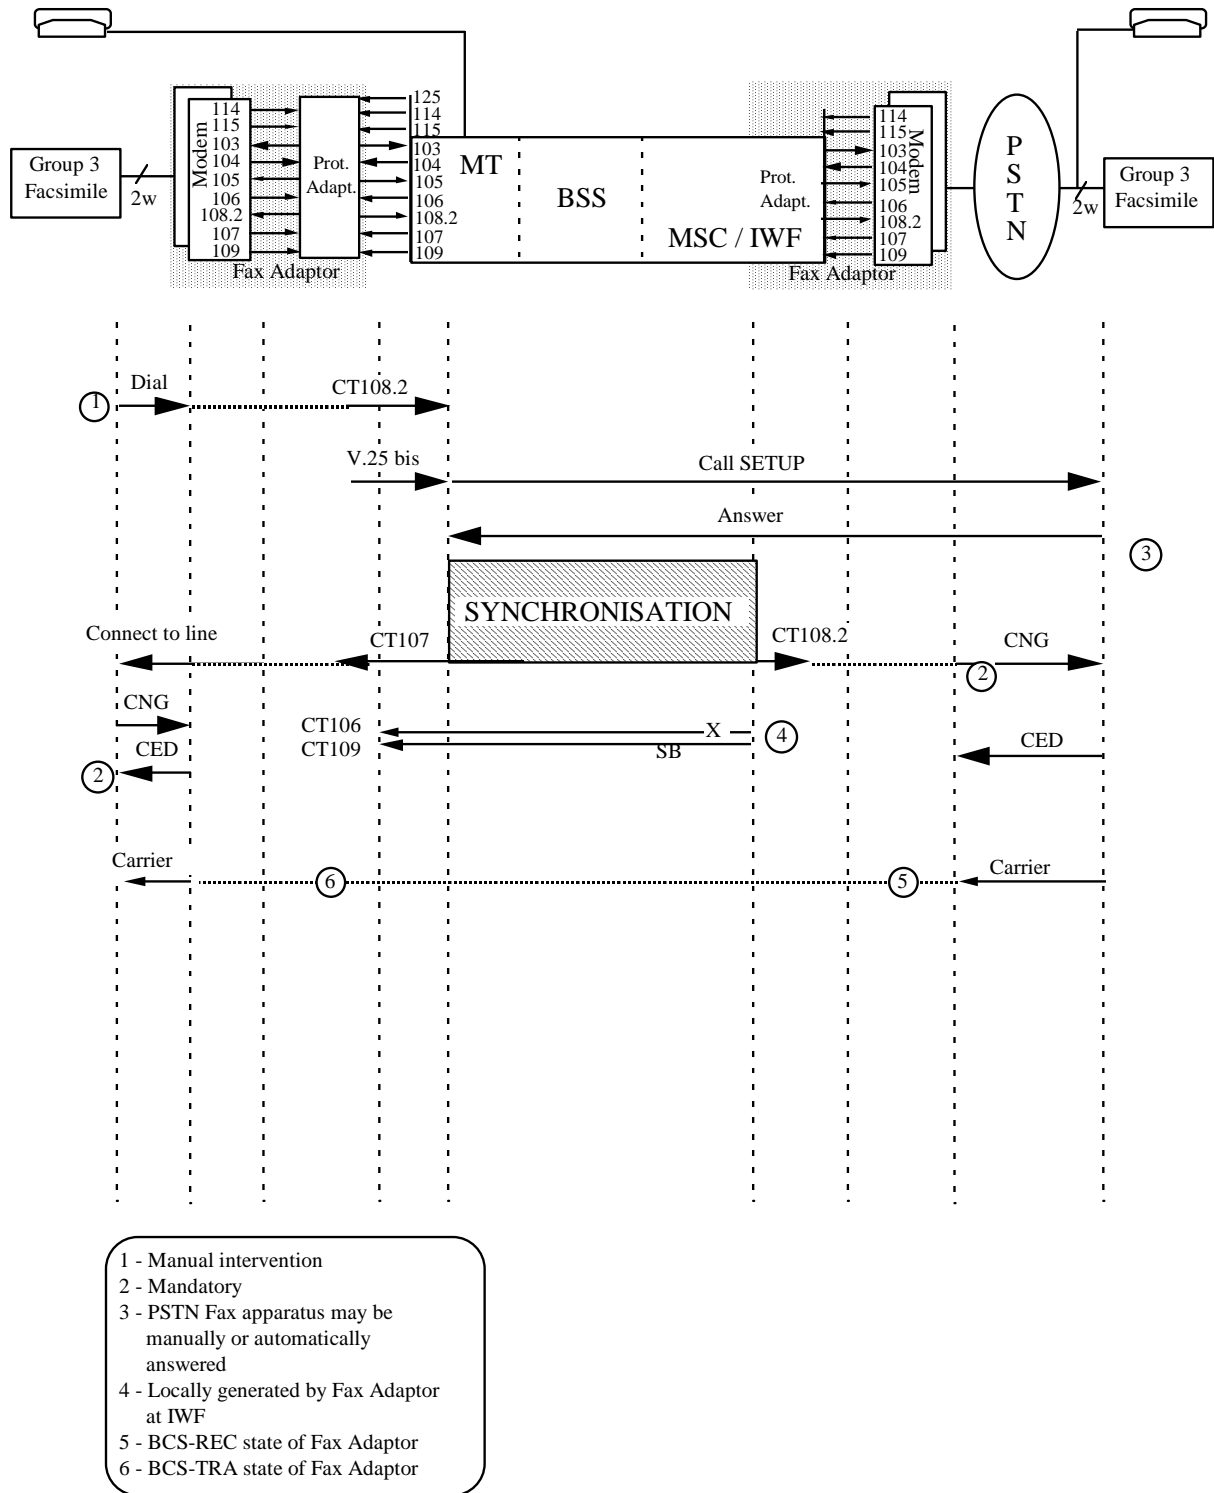 125
114
115
103
104
105
106
108.2
107
109
Modem
Prot.
Adapt.
114
115
103
104
105
106
108.2
107
109
Group 3
Facsimile
2w
Fax Adaptor
MT
BSS
MSC / IWF
Prot.
Adapt.
Fax Adaptor
114
115
103
104
105
106
108.2
107
109
Modem
P
S
T
N
2w
Group 3
Facsimile
1
Dial
CT108.2
V.25 bis
Call SETUP
Answer
3
SYNCHRONISATION
Connect to line
CT107
CT108.2
CNG
2
CNG
CT106
X
4
CT109
SB
CED
2
CED
Carrier
6
5
Carrier
1 - Manual intervention
2 - Mandatory
3 - PSTN Fax apparatus may be
manually or automatically
answered
4 - Locally generated by Fax Adaptor
at IWF
5 - BCS-REC state of Fax Adaptor
6 - BCS-TRA state of Fax Adaptor